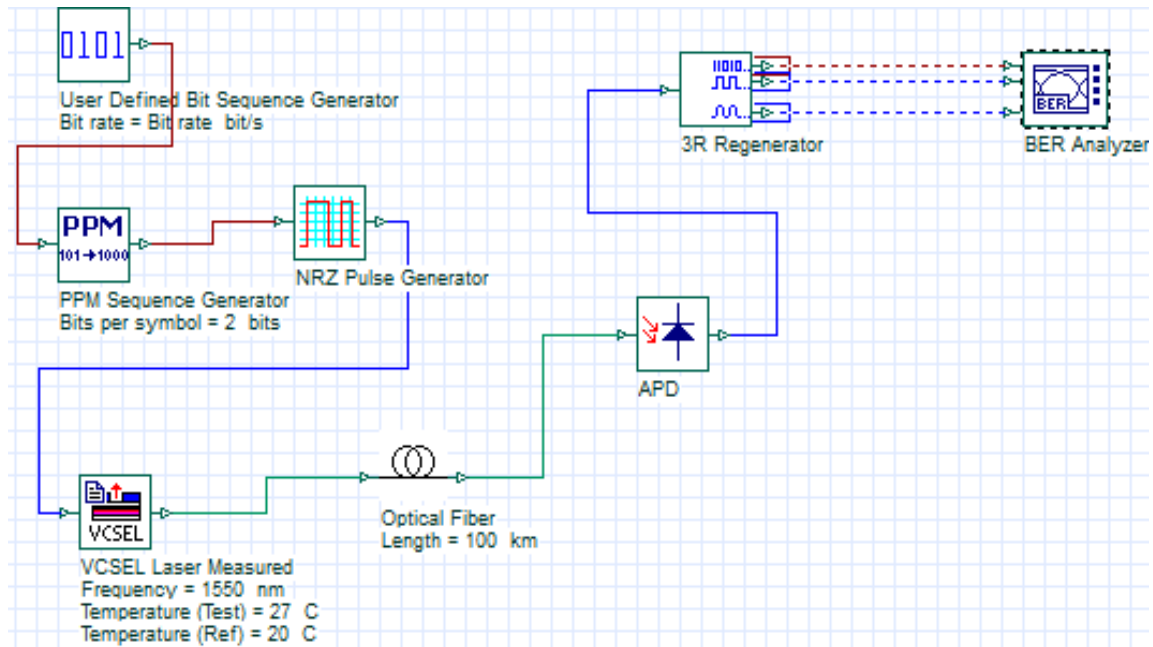 0101
User Defined Bit Sequence Generator
Bit rate = Bit rate bit/s
PPM
101→1000
PPM Sequence Generator
Bits per symbol = 2 bits
NRZ Pulse Generator
VCSEL
VCSEL Laser Measured
Frequency = 1550 nm
Temperature (Test) = 27 C
Temperature (Ref) = 20 C
Optical Fiber
Length = 100 km
APD
11010..
3R Regenerator
BER
BER Analyzer